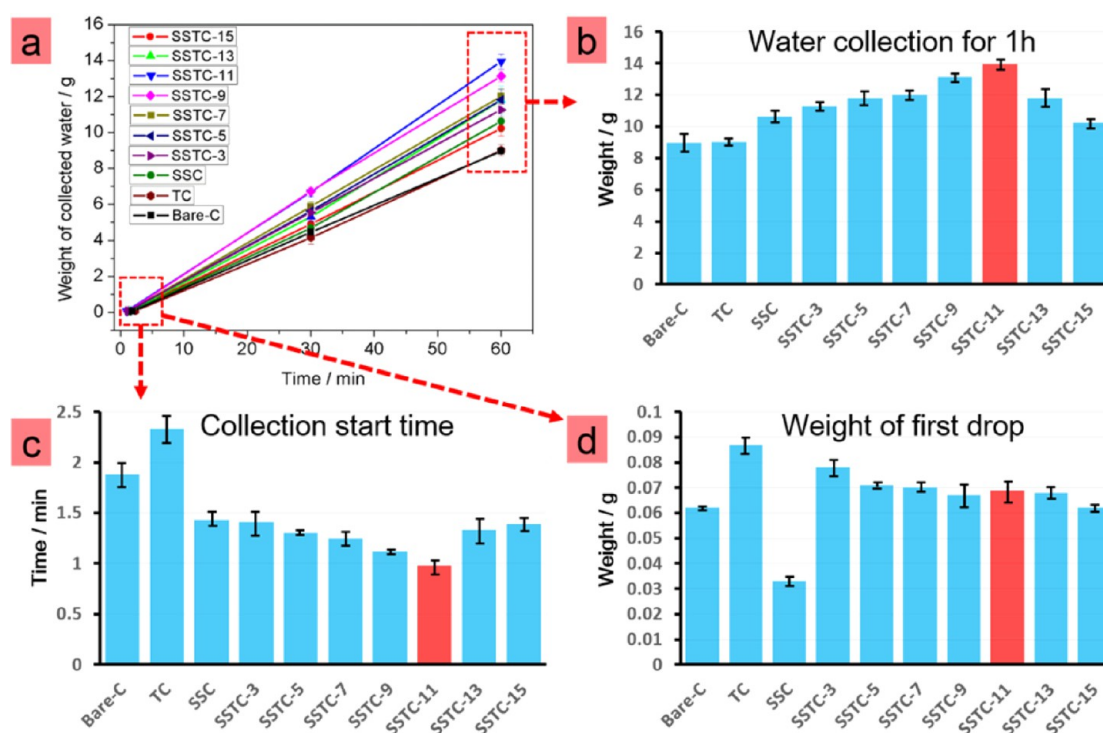 a
16
14
12
10
8
6
4
2
0
Weight of collected water / g
SSTC-15
SSTC-13
SSTC-11
SSTC-9
SSTC-7
SSTC-5
SSTC-3
SSC
TC
Bare-C
0 10 20 30 40 50 60
Time / min
b
Water collection for 1h
16
14
12
10
8
6
4
2
0
Weight / g
Bare-C TC SSC SSTC-3 SSTC-5 SSTC-7 SSTC-9 SSTC-11 SSTC-13 SSTC-15
c
Collection start time
2.5
2
1.5
1
0.5
0
Time / min
Bare-C TC SSC SSTC-3 SSTC-5 SSTC-7 SSTC-9 SSTC-11 SSTC-13 SSTC-15
d
Weight of first drop
0.1
0.09
0.08
0.07
0.06
0.05
0.04
0.03
0.02
0.01
0
Weight / g
Bare-C TC SSC SSTC-3 SSTC-5 SSTC-7 SSTC-9 SSTC-11 SSTC-13 SSTC-15